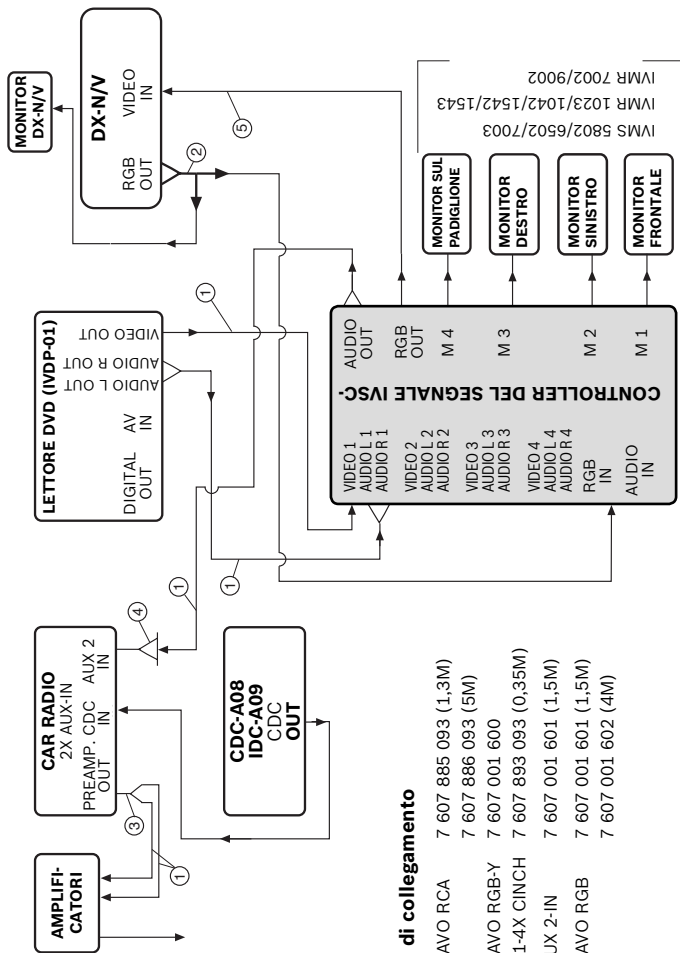 MONITOR
DX-N/V
DX-N/V
RGB
OUT
VIDEO
IN
2
5
LETTORE DVD (IVDP-01)
DIGITAL
OUT
AV
IN
AUDIO L OUT
AUDIO R OUT
VIDEO OUT
1
1
1
CAR RADIO
2X AUX-IN
PREAMP.
OUT
CDC
IN
AUX 2
IN
3
4
AMPLIFI-
CATORI
1
CDC-A08
IDC-A09
CDC
OUT
CONTROLLER DEL SEGNALE IVSC-
VIDEO 1
AUDIO L 1
AUDIO R 1
VIDEO 2
AUDIO L 2
AUDIO R 2
VIDEO 3
AUDIO L 3
AUDIO R 3
VIDEO 4
AUDIO L 4
AUDIO R 4
RGB
IN
AUDIO
IN
AUDIO
OUT
RGB
OUT
M 4
M 3
M 2
M 1
MONITOR SUL
PADIGLIONE
MONITOR
DESTRO
MONITOR
SINISTRO
MONITOR
FRONTALE
IVMS 5802/6502/7003
IVMR 1023/1042/1542/1543
IVMR 7002/9002
di collegamento
AVO RCA 7 607 885 093 (1,3M)
7 607 886 093 (5M)
AVO RGB-Y 7 607 001 600
1-4X CINCH 7 607 893 093 (0,35M)
UX 2-IN 7 607 001 601 (1,5M)
AVO RGB 7 607 001 601 (1,5M)
7 607 001 602 (4M)